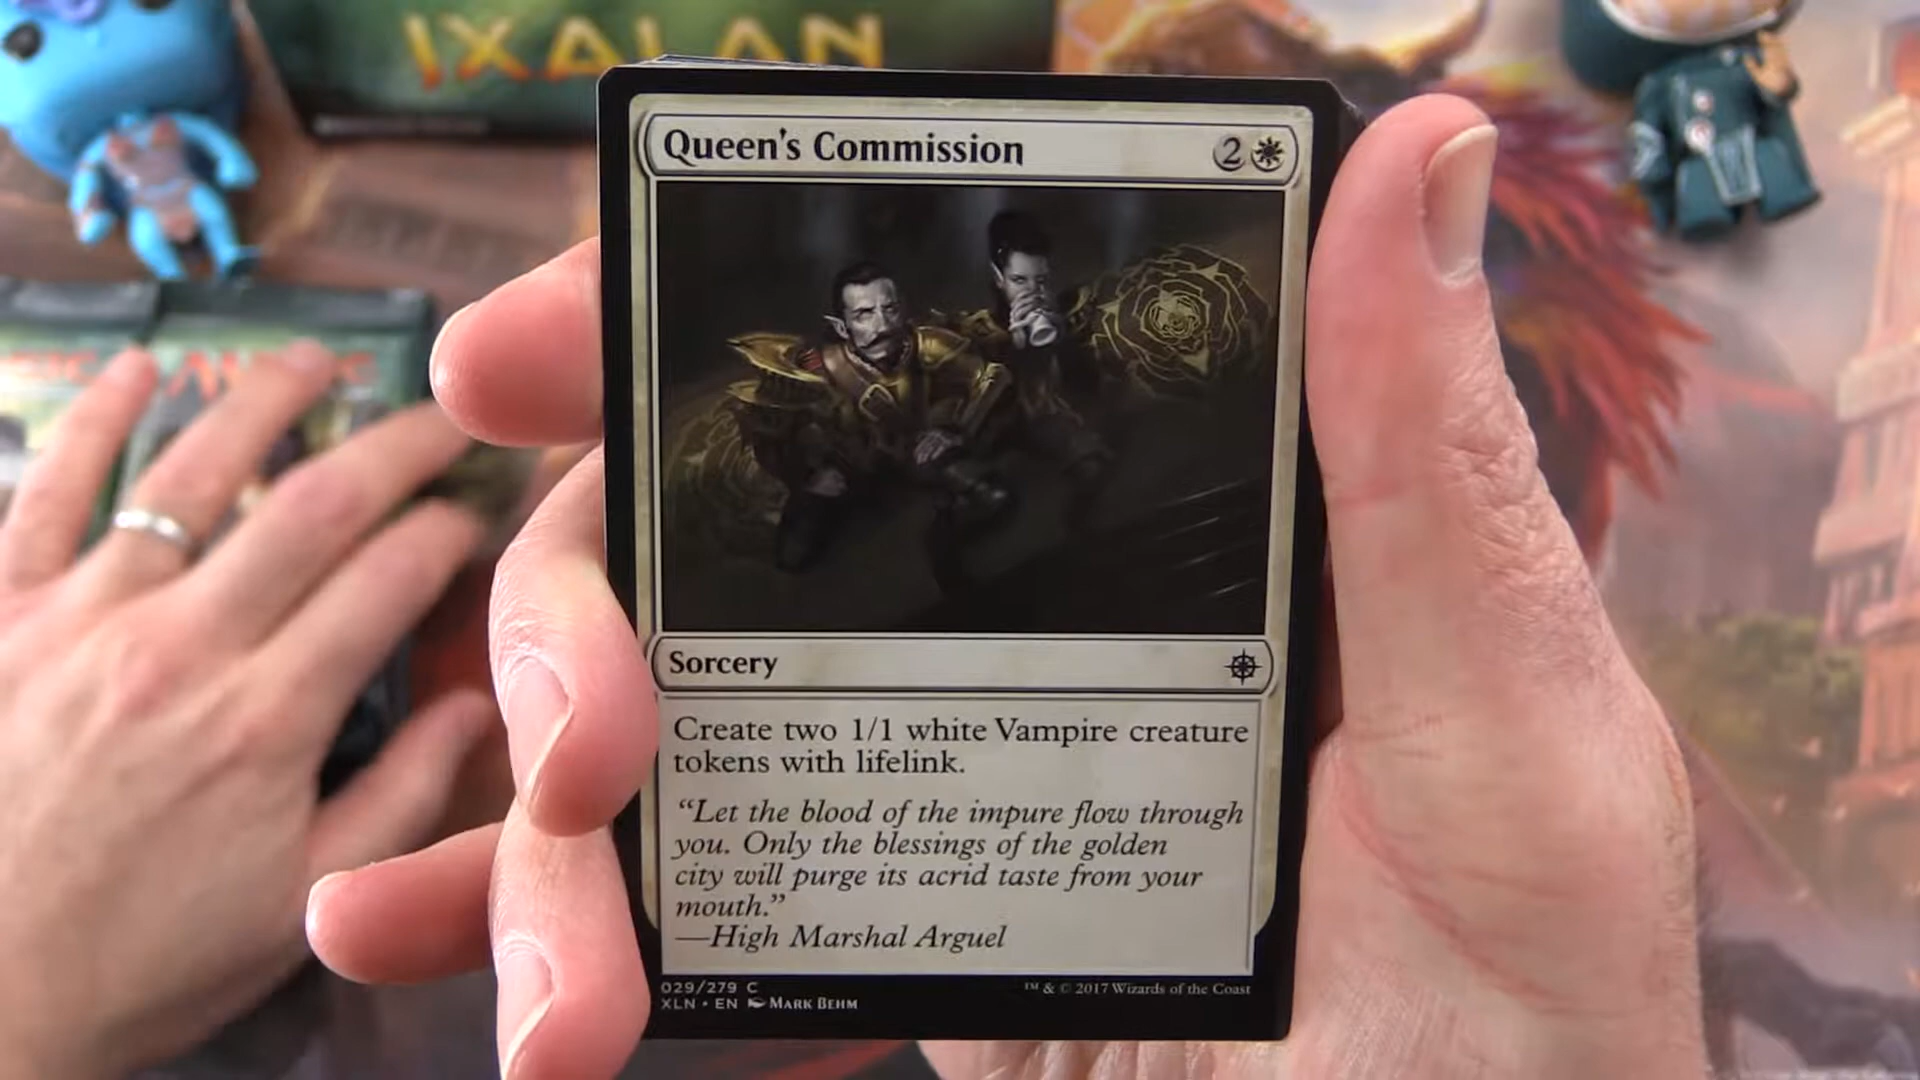 IXALAN
Queen's Commission 2
Sorcery
Create two 1/1 white Vampire creature
tokens with lifelink.
“Let the blood of the impure flow through
you. Only the blessings of the golden
city will purge its acrid taste from your
mouth.”
—High Marshal Arguel
029/279 C
XLN • EN Mark Behm
™ & © 2017 Wizards of the Coast